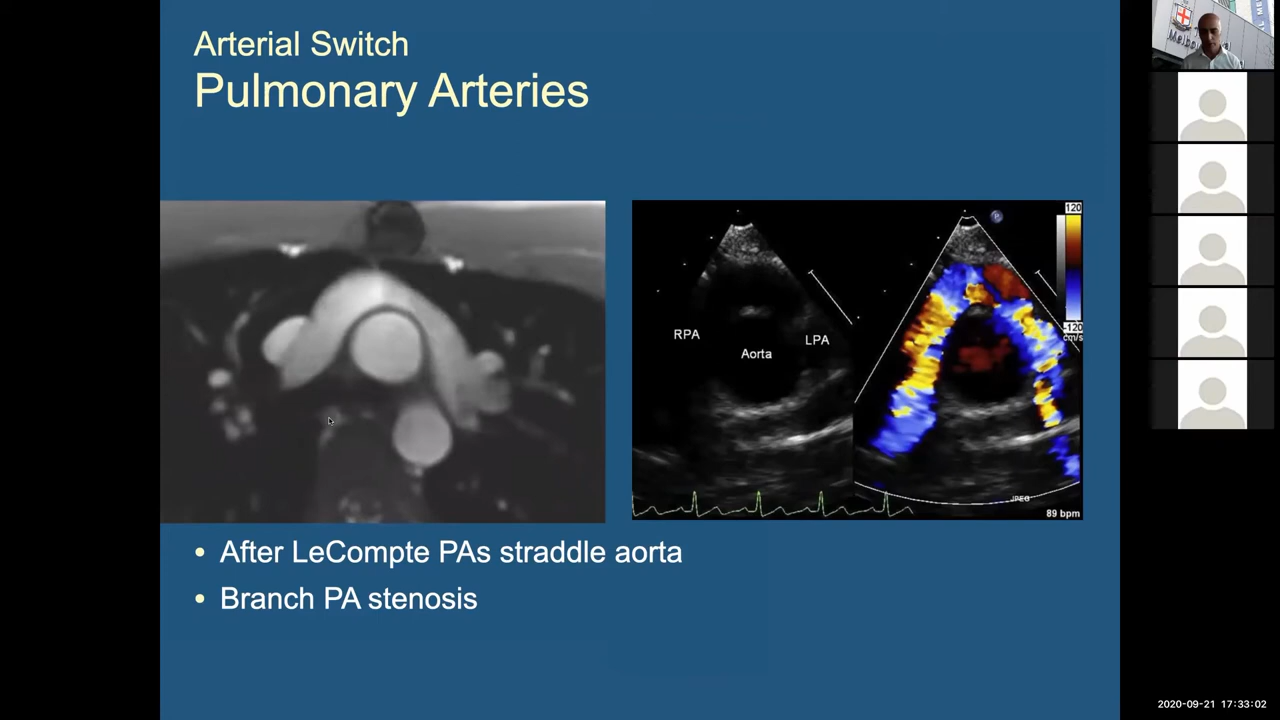 Arterial Switch
Pulmonary Arteries
RPA
Aorta
LPA
P
120
-120
cm/s
JPEG
89 bpm
• After LeCompte PAs straddle aorta
• Branch PA stenosis
2020-09-21 17:33:02